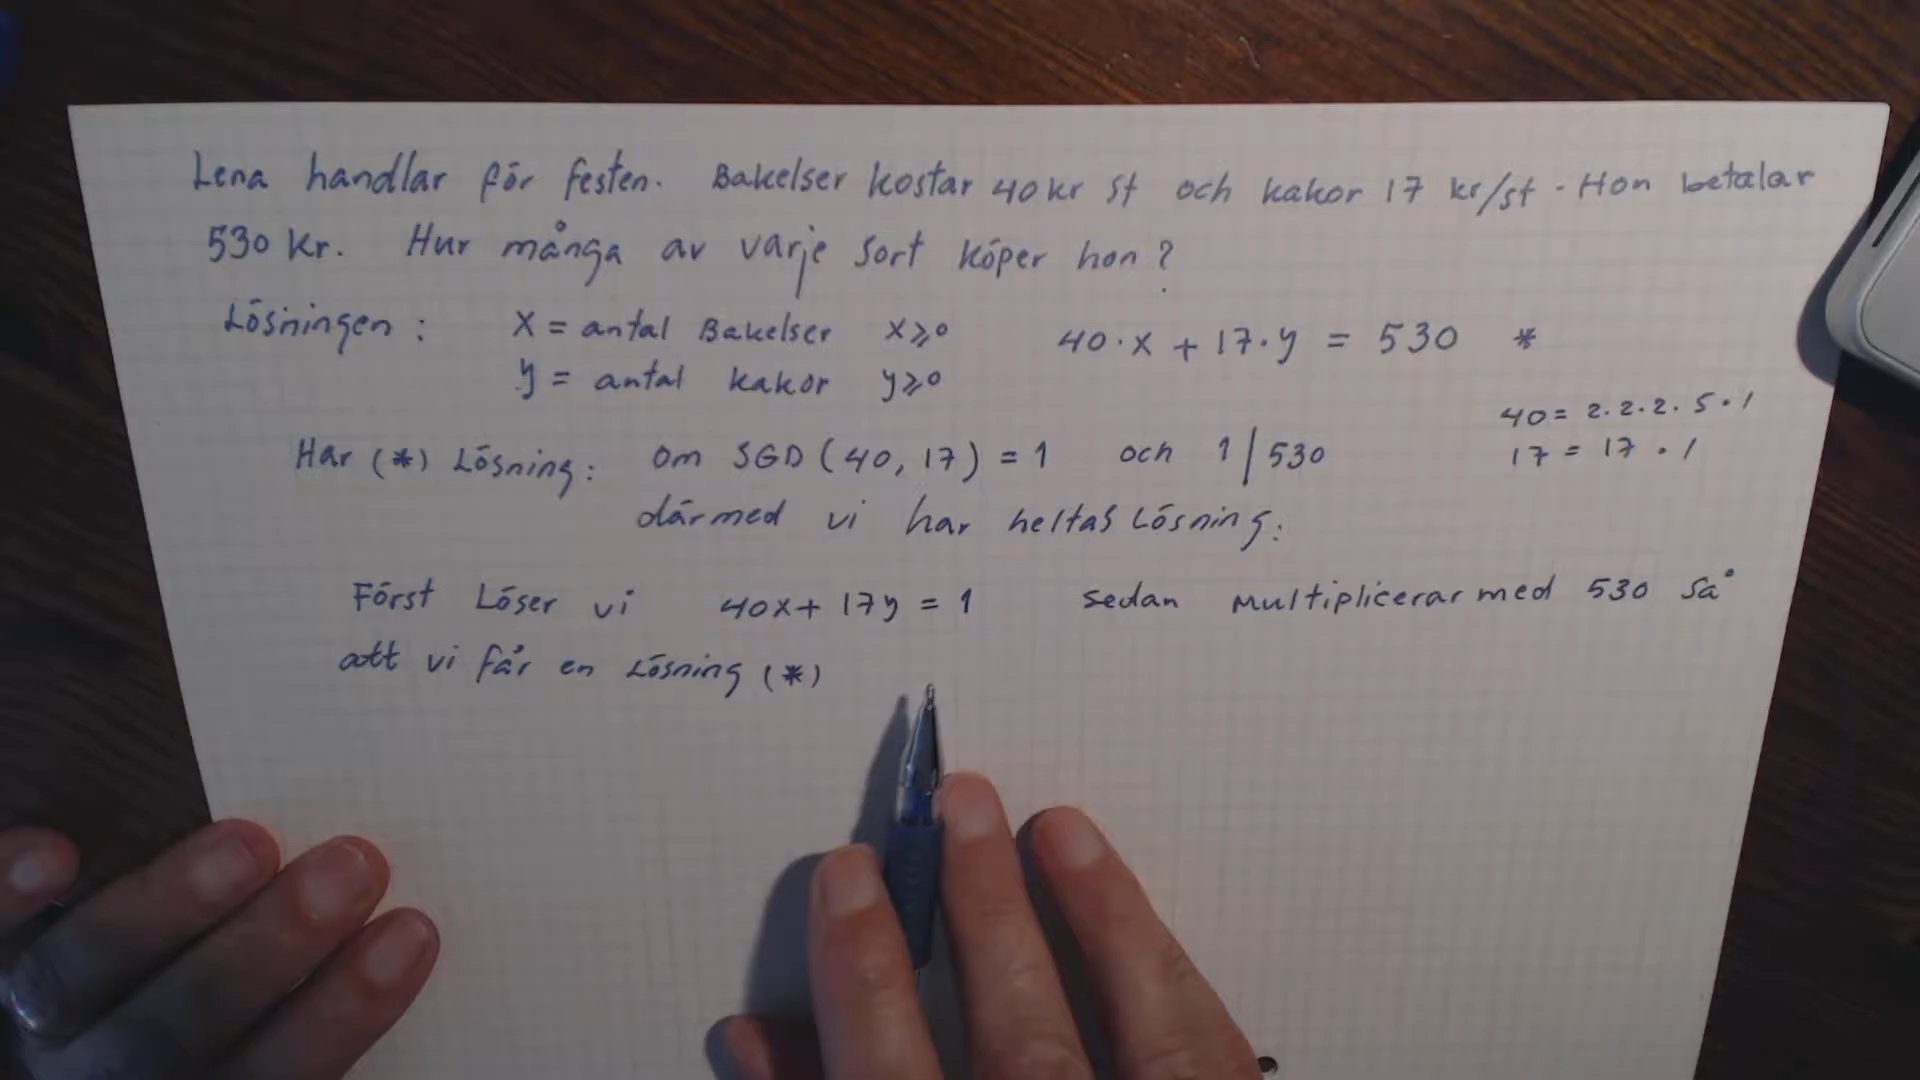 Lena handlar för festen. Bakelser kostar 40 kr st och kakor 17 kr/st. Hon betalar
530 kr. Hur många av varje sort köper hon?
Lösningen: x = antal Bakelser x⩾0 40·x + 17·y = 530 *
y = antal kakor y⩾0
40 = 2·2·2·5·1
Har (*) Lösning: om SGD(40, 17) = 1 och 1 | 530 17 = 17 · 1
därmed vi har heltas Lösning:
Först Löser vi 40x + 17y = 1 sedan Multiplicerar med 530 så
att vi får en Lösning (*)